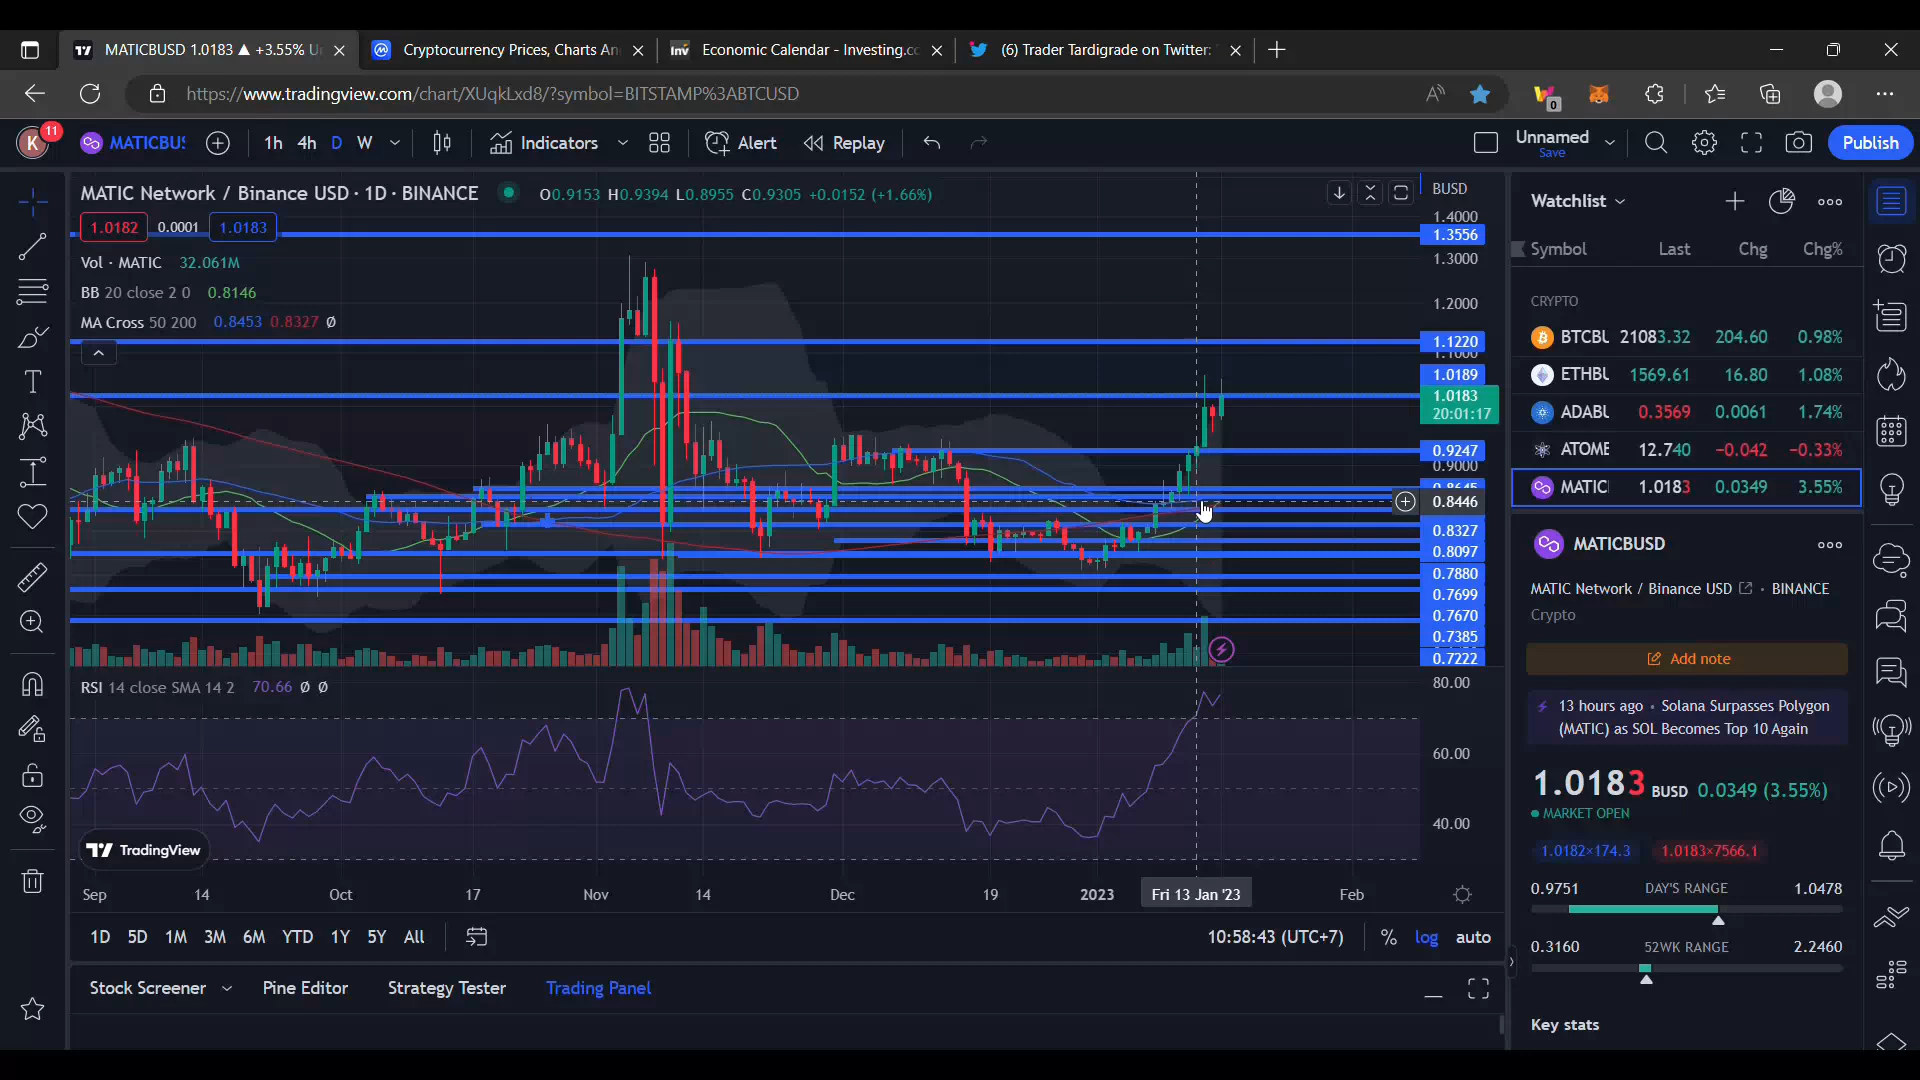 MATICBUSD 1.0183 ▲ +3.55% U
Cryptocurrency Prices, Charts An
Economic Calendar - Investing.cc
(6) Trader Tardigrade on Twitter:
https://www.tradingview.com/chart/XUqkLxd8/?symbol=BITSTAMP%3ABTCUSD
0
K 11 MATICBUS 1h 4h D W Indicators Alert Replay
Unnamed
Save
Publish
MATIC Network / Binance USD · 1D · BINANCE O0.9153 H0.9394 L0.8955 C0.9305 +0.0152 (+1.66%)
1.0182 0.0001 1.0183
Vol · MATIC 32.061M
BB 20 close 2 0 0.8146
MA Cross 50 200 0.8453 0.8327 Ø
BUSD
1.4000
1.3556
1.3000
1.2000
1.1220
1.1000
1.0189
1.0183
20:01:17
0.9247
0.9000
0.8446
0.8327
0.8097
0.7880
0.7699
0.7670
0.7385
0.7222
RSI 14 close SMA 14 2 70.66 Ø Ø
80.00
60.00
40.00
TradingView
Sep 14 Oct 17 Nov 14 Dec 19 2023 Fri 13 Jan '23 Feb
1D 5D 1M 3M 6M YTD 1Y 5Y All
10:58:43 (UTC+7) % log auto
Stock Screener Pine Editor Strategy Tester Trading Panel
Watchlist
Symbol Last Chg Chg%
CRYPTO
BTCBU 21083.32 204.60 0.98%
ETHBU 1569.61 16.80 1.08%
ADABU 0.3569 0.0061 1.74%
ATOME 12.740 −0.042 −0.33%
MATIC 1.0183 0.0349 3.55%
MATICBUSD
MATIC Network / Binance USD · BINANCE
Crypto
Add note
13 hours ago · Solana Surpasses Polygon
(MATIC) as SOL Becomes Top 10 Again
1.0183 BUSD 0.0349 (3.55%)
MARKET OPEN
1.0182×174.3 1.0183×7566.1
0.9751 DAY'S RANGE 1.0478
0.3160 52WK RANGE 2.2460
Key stats